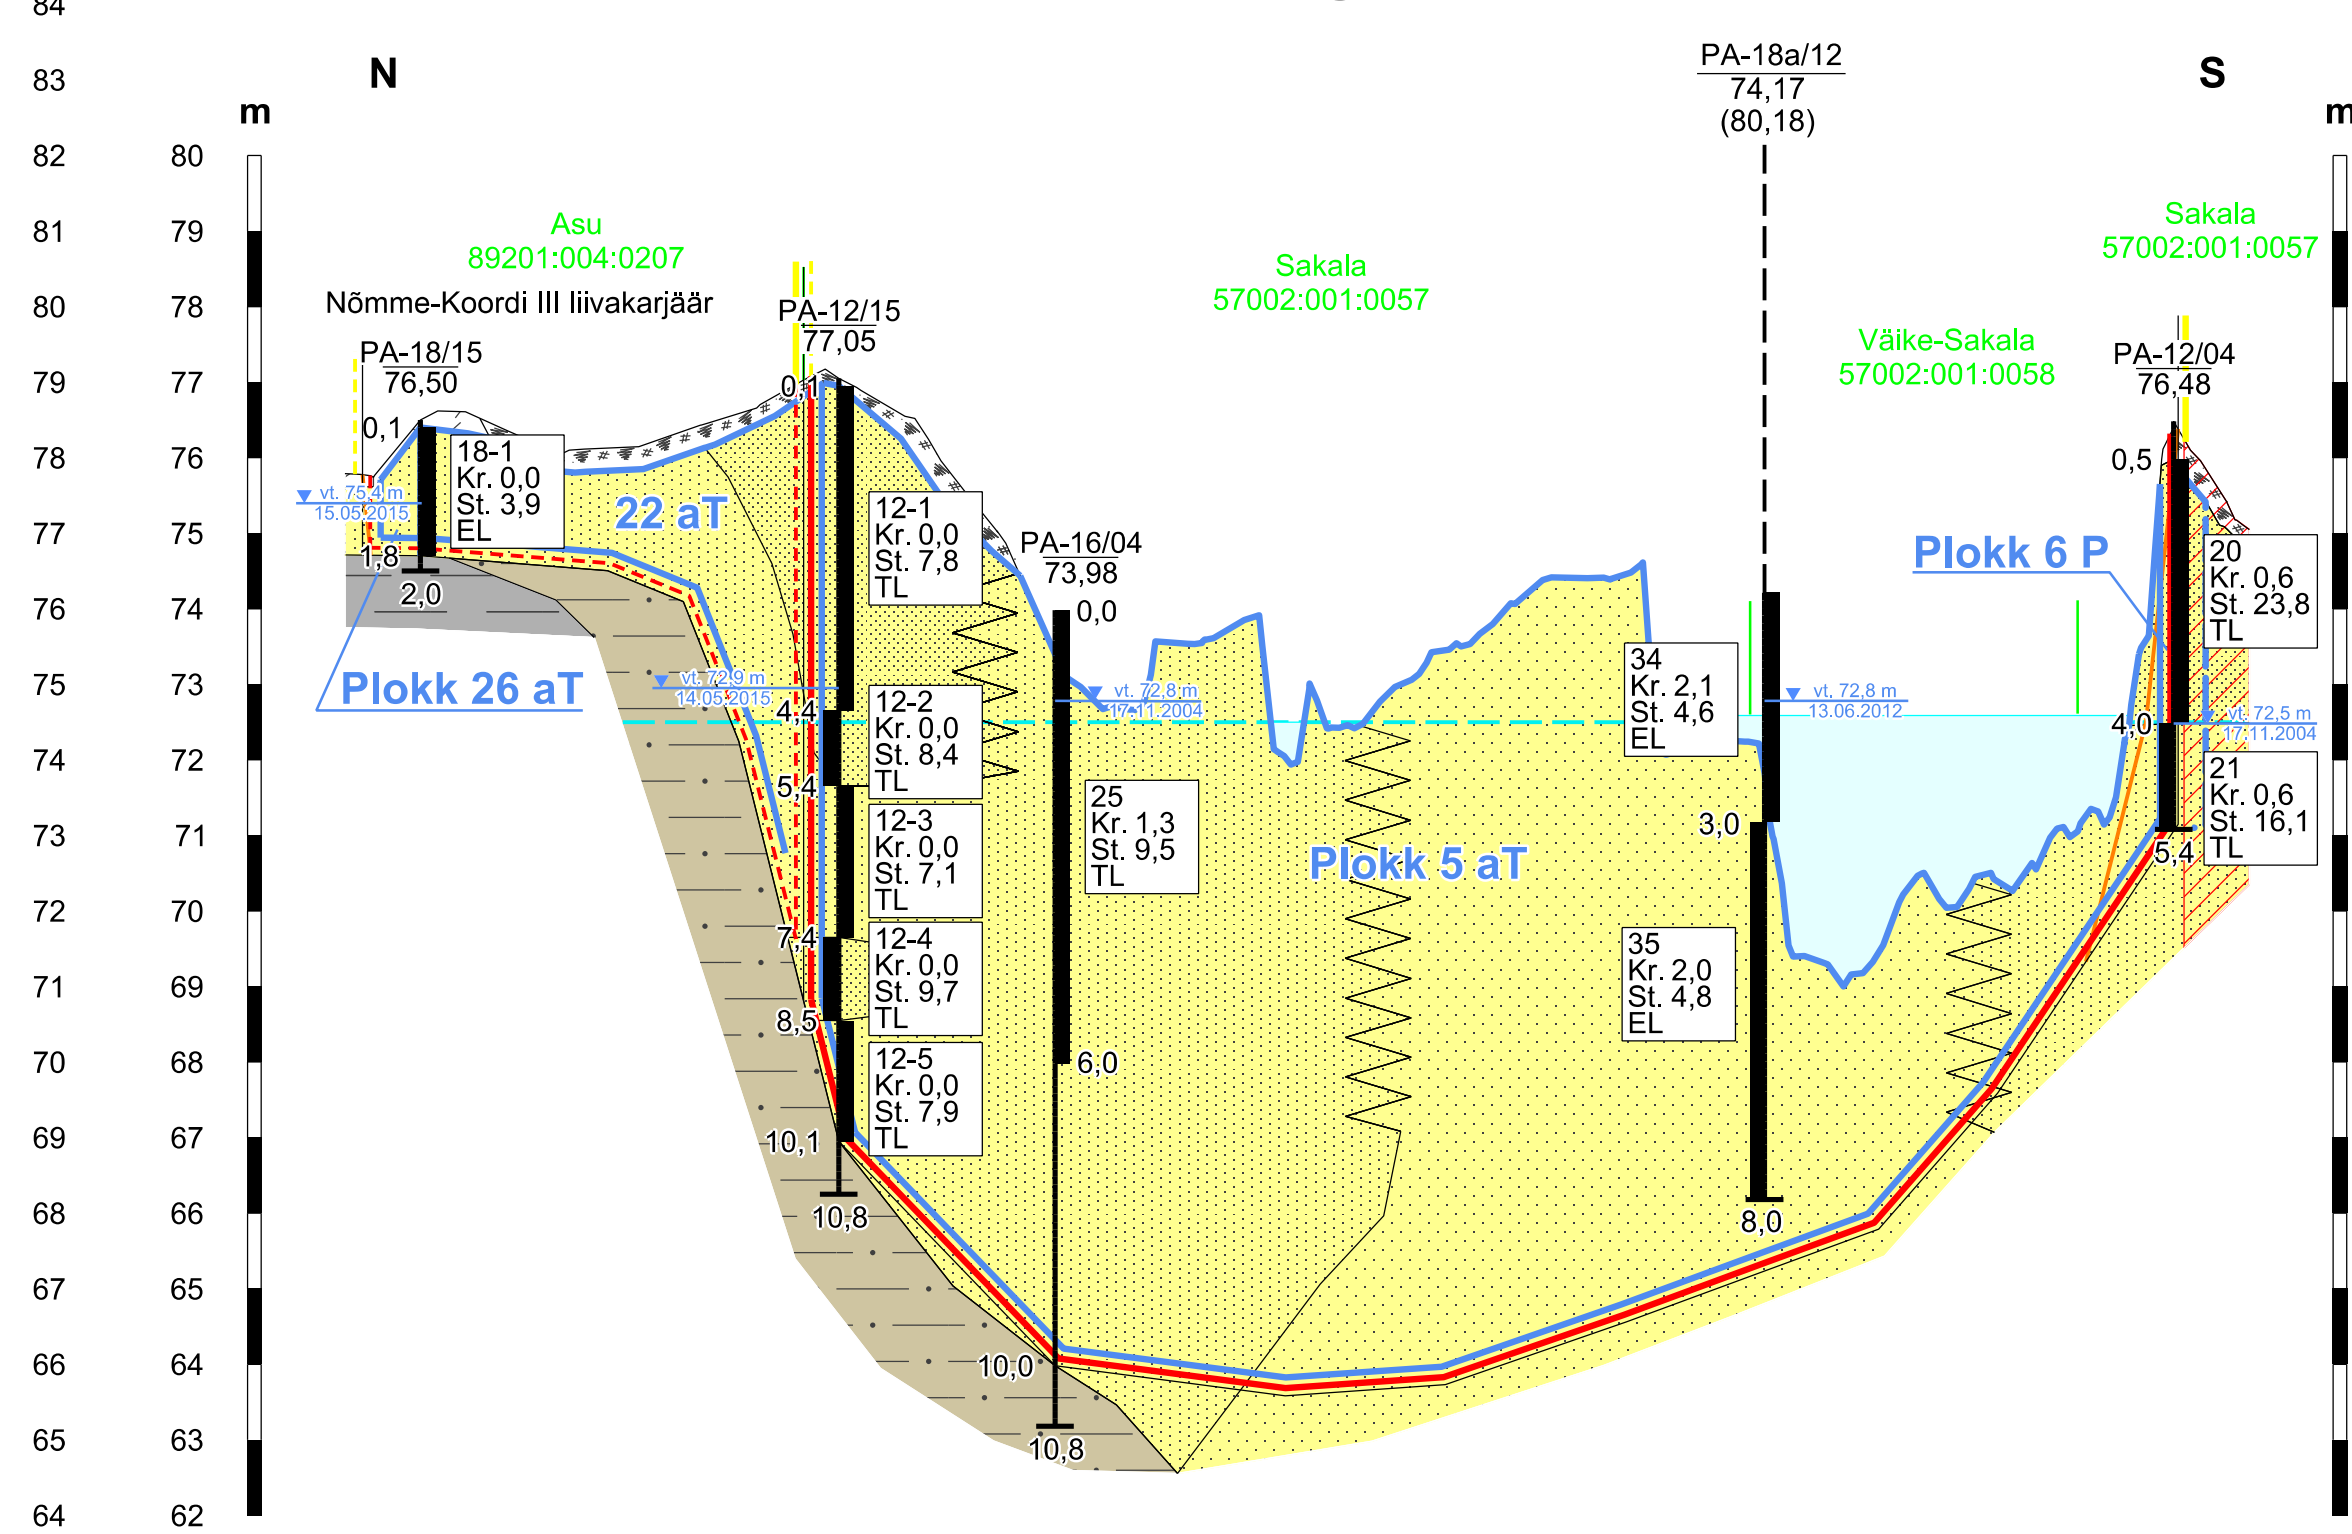 84
83
82
81
80
79
78
77
76
75
74
73
72
71
70
69
68
67
66
65
64
80
79
78
77
76
75
74
73
72
71
70
69
68
67
66
65
64
63
62
m
N
S
m
Asu
89201:004:0207
Nõmme-Koordi III liivakarjäär
PA-18/15
76,50
0,1
vt. 75,4 m
15.05.2015
1,8
2,0
18-1
Kr. 0,0
St. 3,9
EL
22 aT
Plokk 26 aT
PA-12/15
77,05
0,1
vt. 72,9 m
14.05.2015
4,4
5,4
7,4
8,5
10,1
10,8
12-1
Kr. 0,0
St. 7,8
TL
12-2
Kr. 0,0
St. 8,4
TL
12-3
Kr. 0,0
St. 7,1
TL
12-4
Kr. 0,0
St. 9,7
TL
12-5
Kr. 0,0
St. 7,9
TL
Sakala
57002:001:0057
PA-16/04
73,98
0,0
vt. 72,8 m
17.11.2004
25
Kr. 1,3
St. 9,5
TL
6,0
10,0
10,8
Plokk 5 aT
PA-18a/12
74,17
(80,18)
34
Kr. 2,1
St. 4,6
EL
vt. 72,8 m
13.06.2012
3,0
35
Kr. 2,0
St. 4,8
EL
8,0
Väike-Sakala
57002:001:0058
Plokk 6 P
Sakala
57002:001:0057
PA-12/04
76,48
0,5
20
Kr. 0,6
St. 23,8
TL
4,0
vt. 72,5 m
17.11.2004
21
Kr. 0,6
St. 16,1
TL
5,4